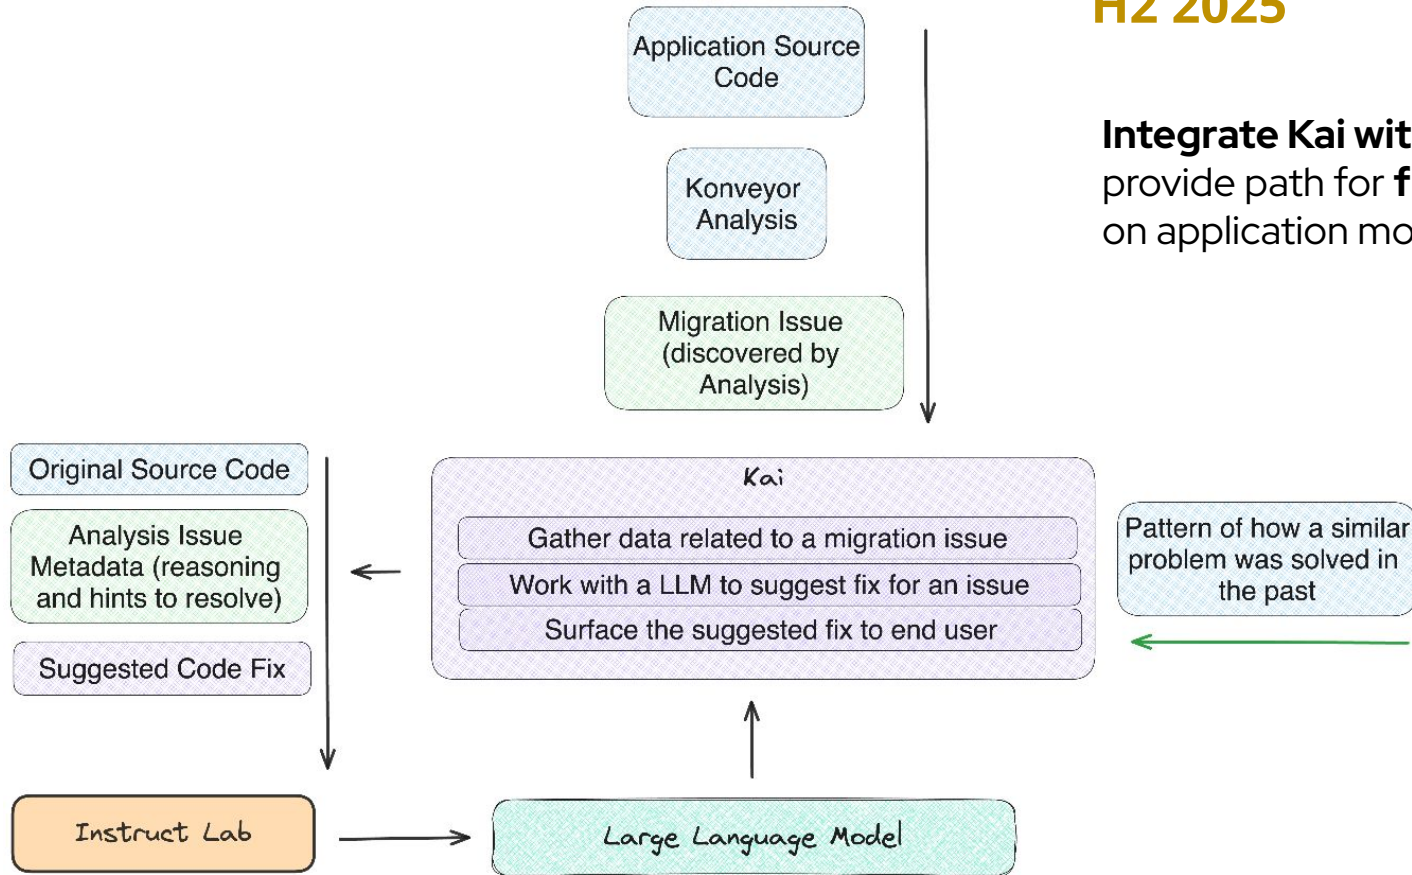 H2 2025
Application Source
Code
Integrate Kai wit
provide path for f
on application mo
Konveyor
Analysis
Migration Issue
(discovered by
Analysis)
Original Source Code
Analysis Issue
Metadata (reasoning
and hints to resolve)
Suggested Code Fix
Kai
Gather data related to a migration issue
Work with a LLM to suggest fix for an issue
Surface the suggested fix to end user
Pattern of how a similar
problem was solved in
the past
Instruct Lab
Large Language Model